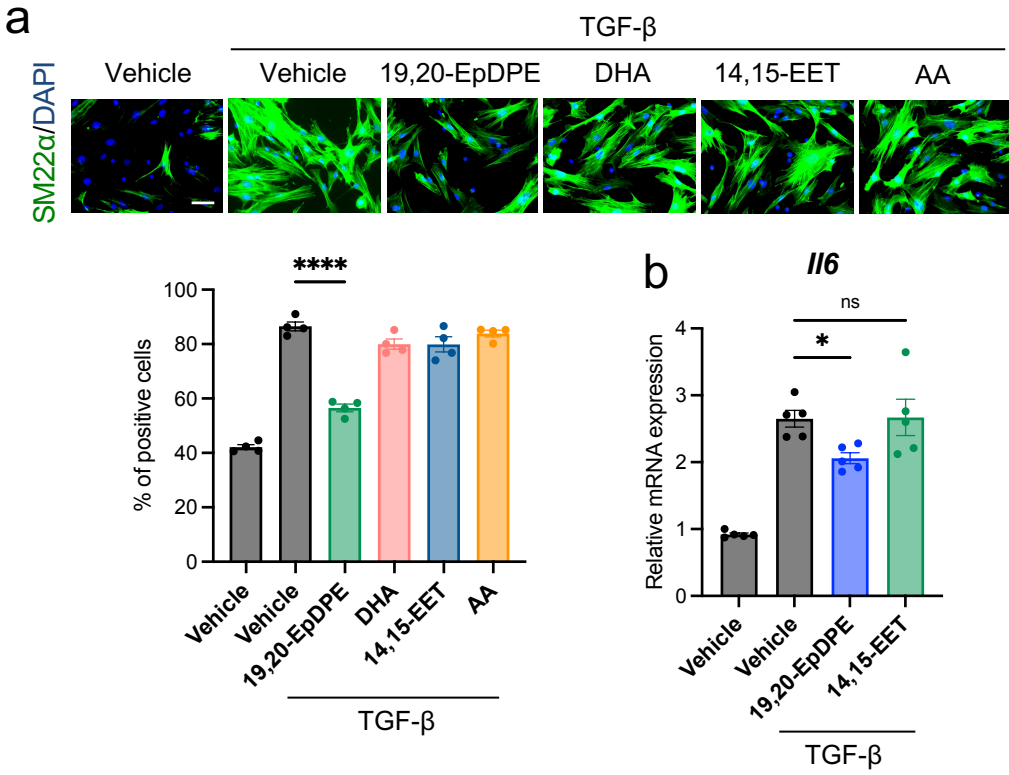 a
TGF-β
Vehicle
Vehicle
19,20-EpDPE
DHA
14,15-EET
AA
SM22α/DAPI
****
% of positive cells
100
80
60
40
20
0
Vehicle
Vehicle
19,20-EpDPE
DHA
14,15-EET
AA
TGF-β
b
Il6
ns
*
Relative mRNA expression
4
3
2
1
0
Vehicle
Vehicle
19,20-EpDPE
14,15-EET
TGF-β